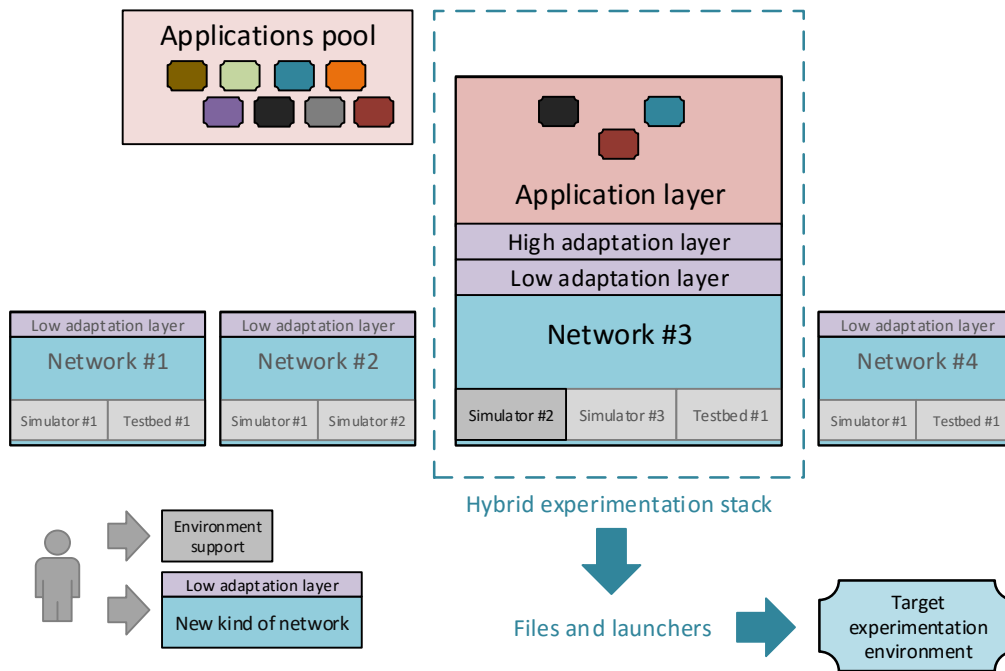 Applications pool
Application layer
High adaptation layer
Low adaptation layer
Network #3
Simulator #2
Simulator #3
Testbed #1
Low adaptation layer
Network #1
Simulator #1
Testbed #1
Low adaptation layer
Network #2
Simulator #1
Simulator #2
Low adaptation layer
Network #4
Simulator #1
Testbed #1
Hybrid experimentation stack
Environment
support
Low adaptation layer
New kind of network
Files and launchers
Target
experimentation
environment